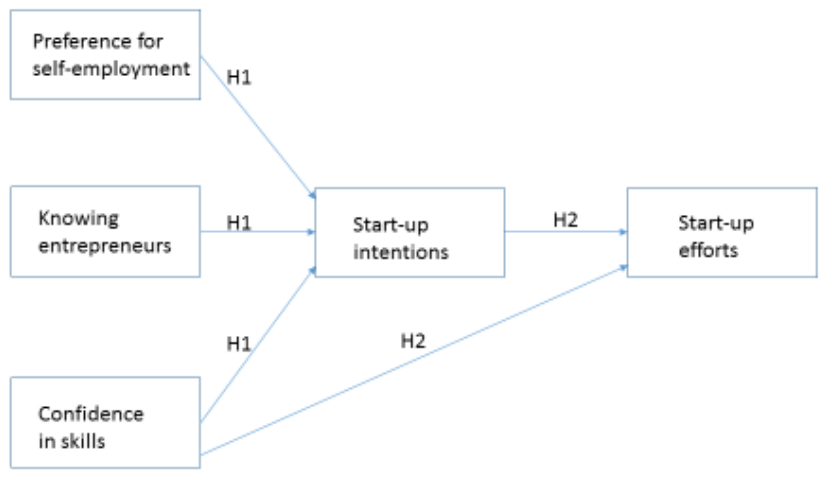 Preference for
self-employment
H1
Knowing
entrepreneurs
H1
Start-up
intentions
H2
Start-up
efforts
H1
H2
Confidence
in skills